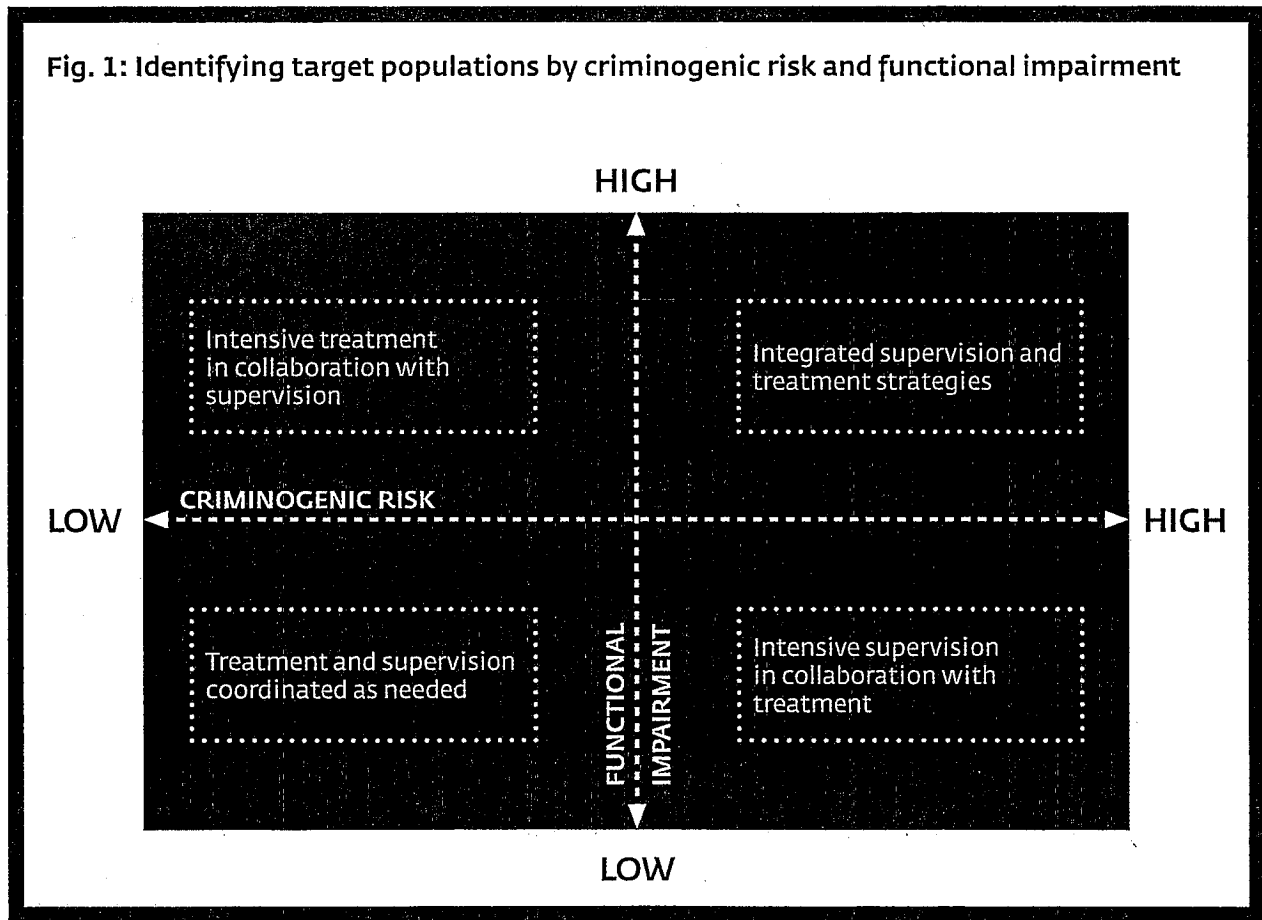 Fig. 1: Identifying target populations by criminogenic risk and functional impairment
HIGH
Intensive treatment
in collaboration with
supervision
Integrated supervision and
treatment strategies
CRIMINOGENIC RISK
LOW
HIGH
Treatment and supervision
coordinated as needed
FUNCTIONAL
IMPAIRMENT
Intensive supervision
in collaboration with
treatment
LOW